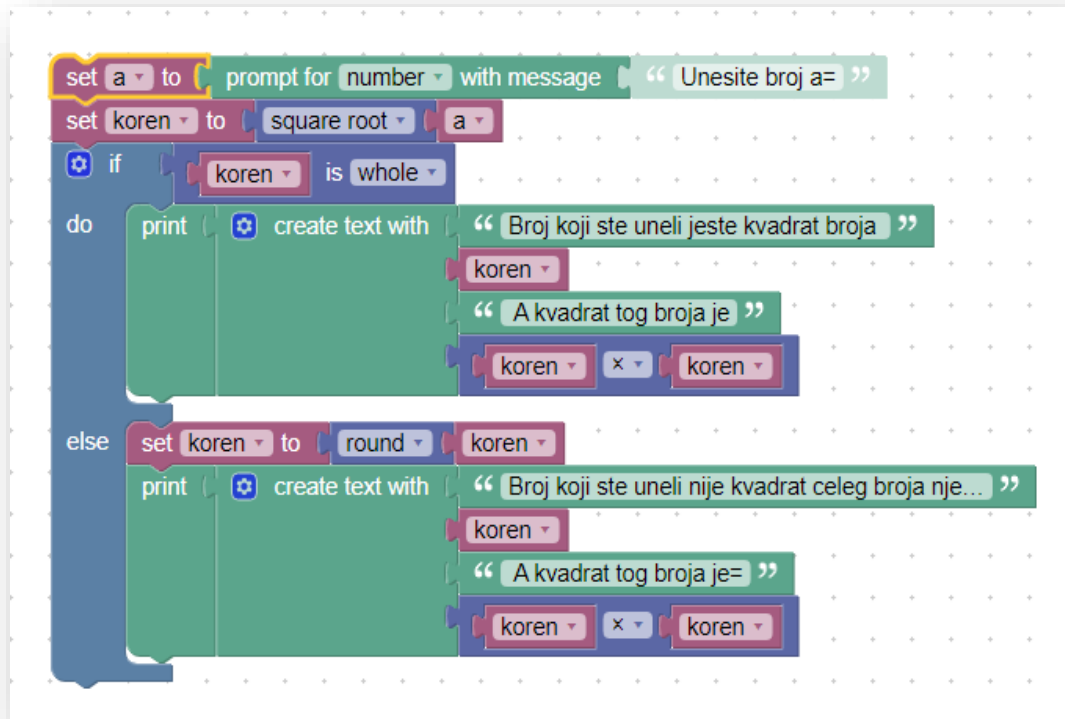 set a to prompt for number with message “ Unesite broj a= ”
set koren to square root a
if koren is whole
do print create text with “ Broj koji ste uneli jeste kvadrat broja ”
koren
“ A kvadrat tog broja je ”
koren × koren
else set koren to round koren
print create text with “ Broj koji ste uneli nije kvadrat celeg broja nje... ”
koren
“ A kvadrat tog broja je= ”
koren × koren